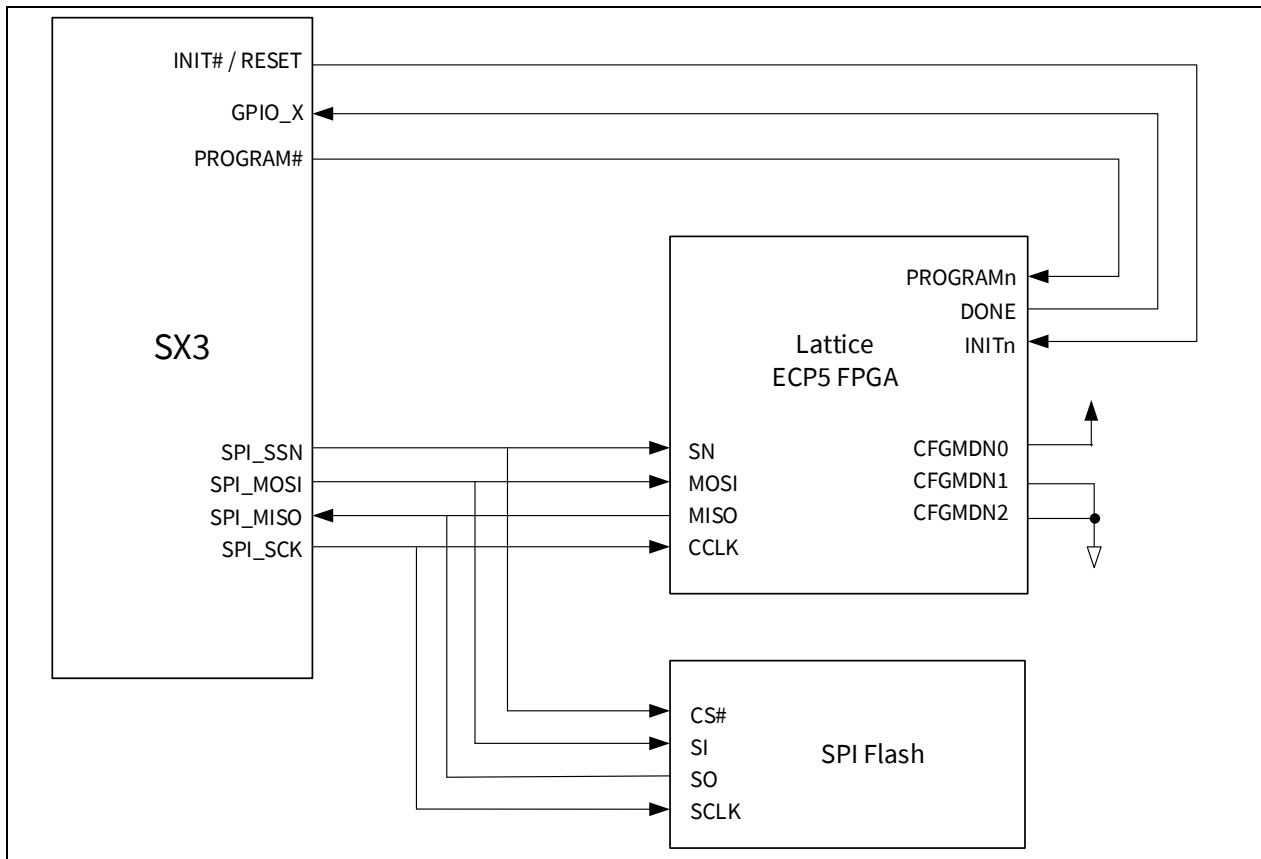 INIT# / RESET
GPIO_X
PROGRAM#
SX3
SPI_SSN
SPI_MOSI
SPI_MISO
SPI_SCK
PROGRAMn
DONE
INITn
Lattice
ECP5 FPGA
SN
MOSI
MISO
CCLK
CFGMDN0
CFGMDN1
CFGMDN2
CS#
SI
SO
SCLK
SPI Flash